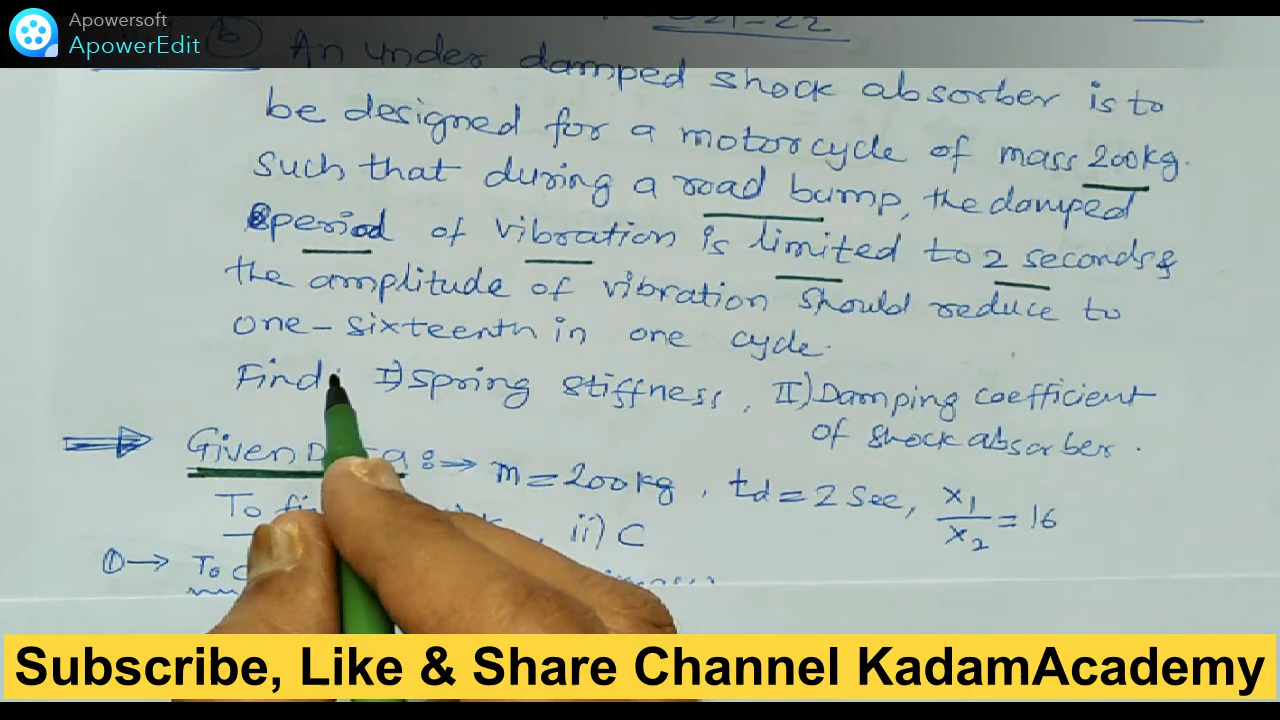 Apowersoft
ApowerEdit
b) An under damped shock absorber is to
be designed for a motorcycle of mass 200kg.
such that during a road bump, the damped
period of vibration is limited to 2 seconds &
the amplitude of vibration should reduce to
one-sixteenth in one cycle.
Find: I) Spring stiffness, II) Damping coefficient
of shock absorber.
Given :→ m = 200kg, td = 2 Sec, x1/x2 = 16
To ii) C
① → To
Subscribe, Like & Share Channel KadamAcademy